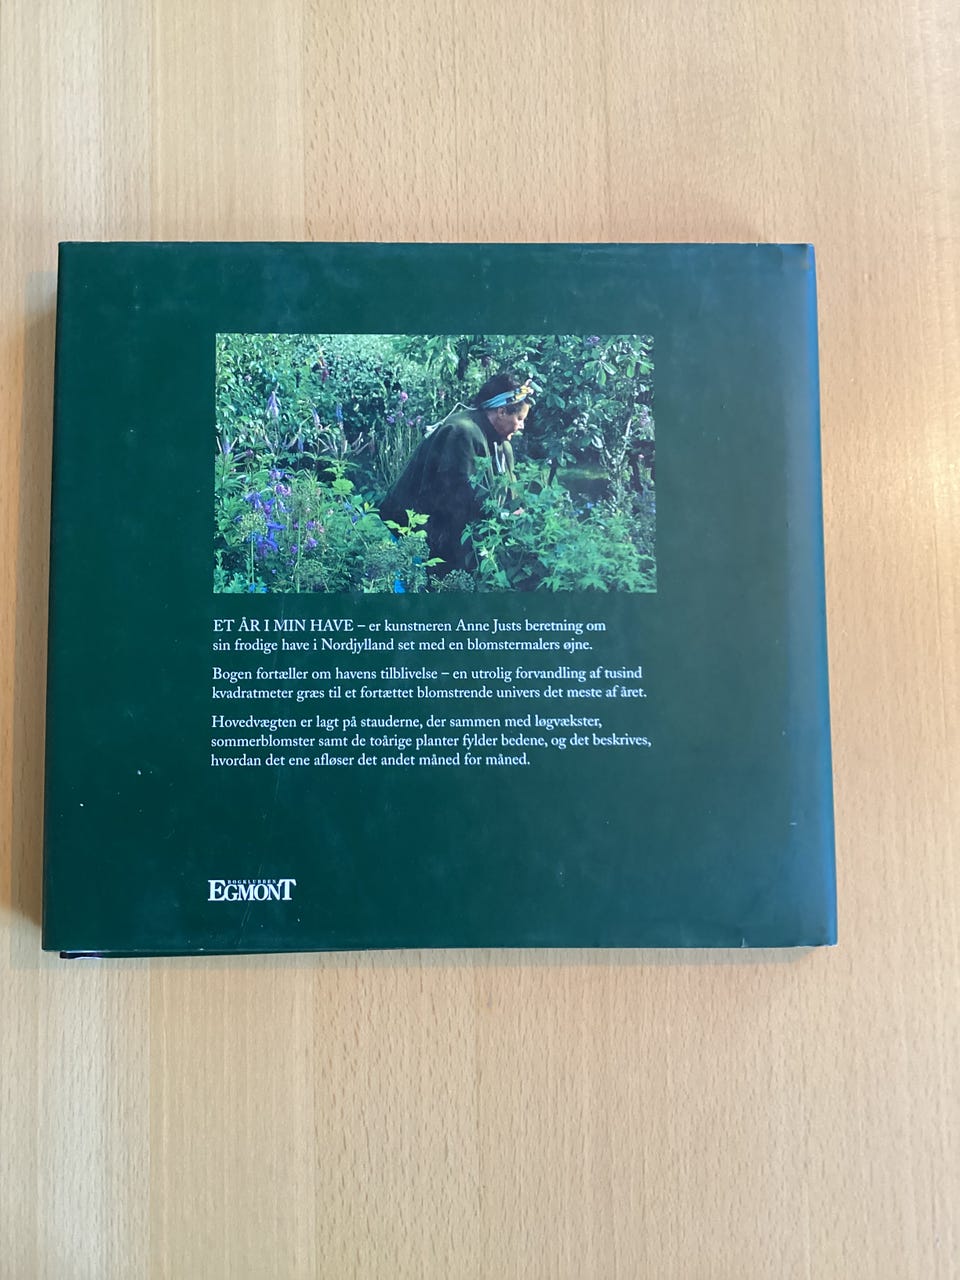 ET ÅR I MIN HAVE – er kunstneren Anne Justs beretning om
sin frodige have i Nordjylland set med en blomstermalers øjne.
Bogen fortæller om havens tilblivelse – en utrolig forvandling af tusind
kvadratmeter græs til et fortættet blomstrende univers det meste af året.
Hovedvægten er lagt på stauderne, der sammen med løgvækster,
sommerblomster samt de toårige planter fylder bedene, og det beskrives,
hvordan det ene afløser det andet måned for måned.
BOGKLUBBEN
EGMONT